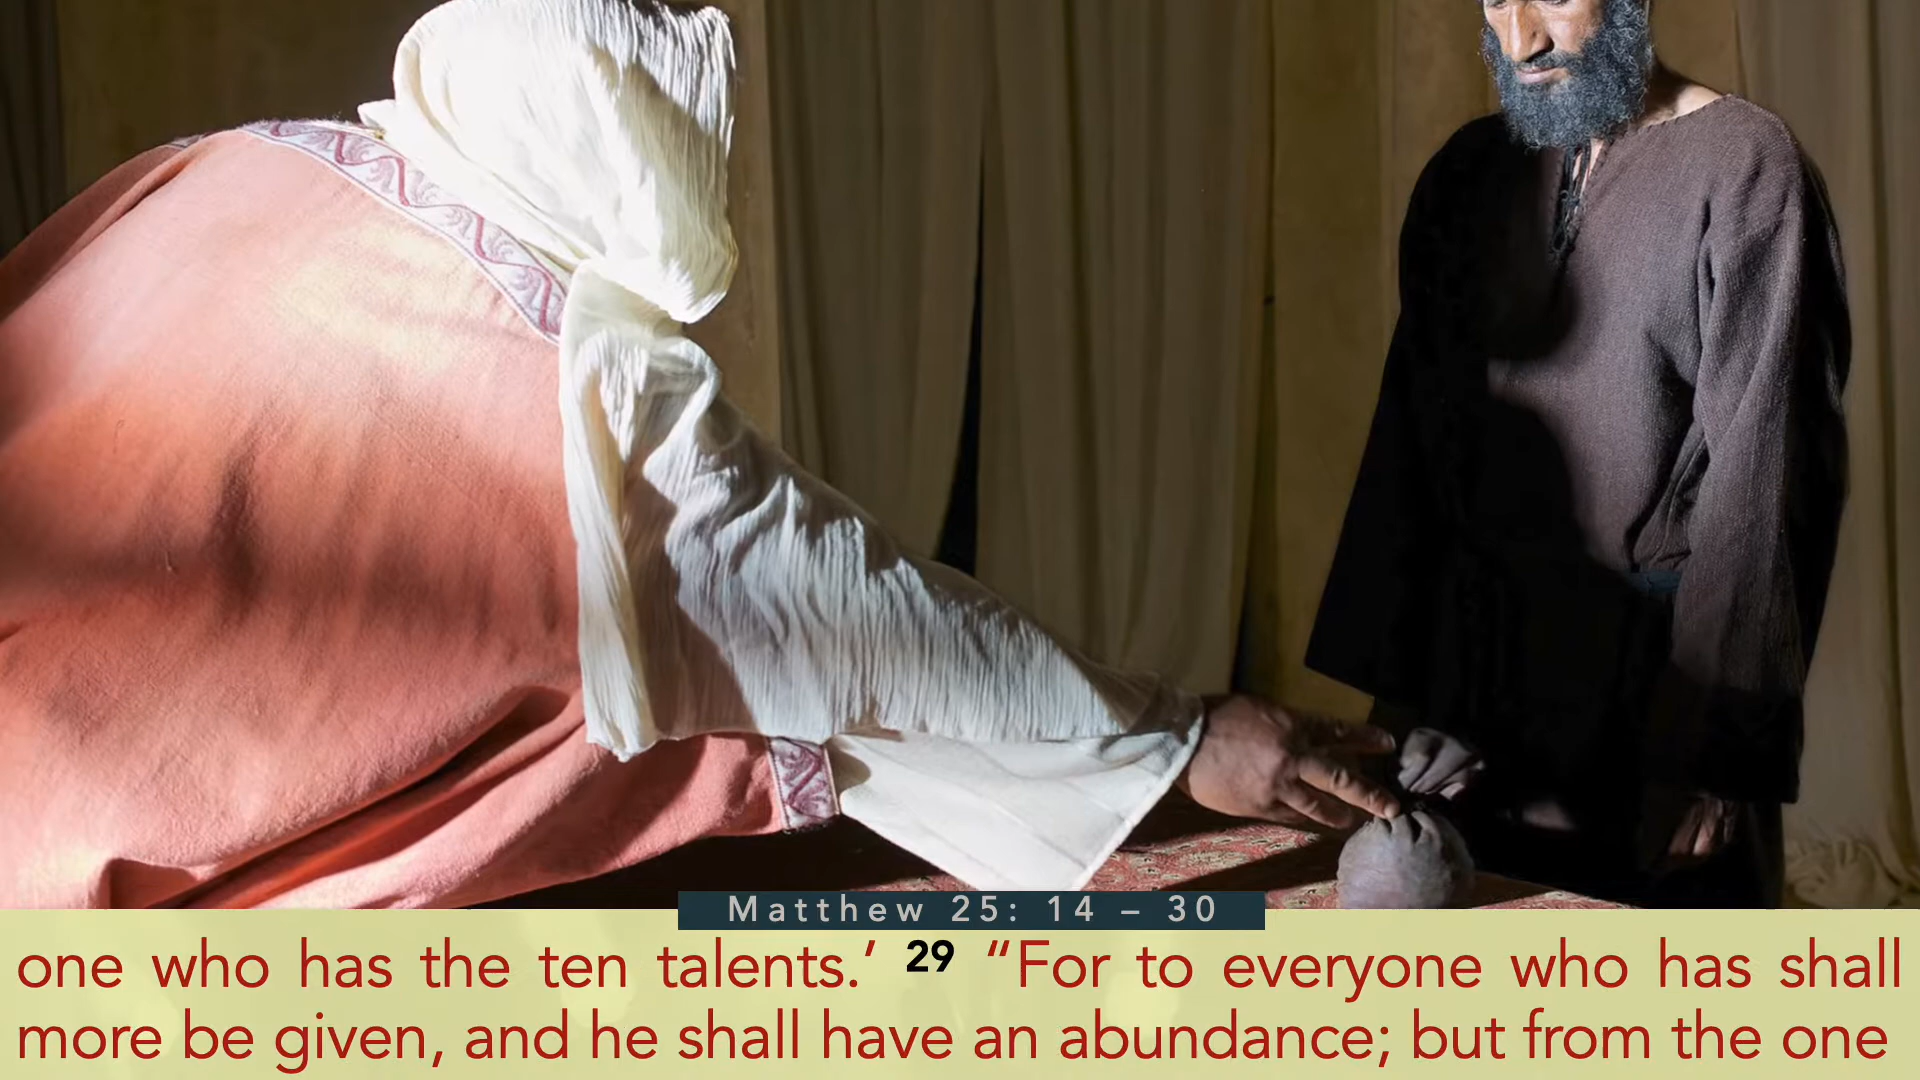 Matthew 25: 14 – 30
one who has the ten talents.’ 29 “For to everyone who has shall
more be given, and he shall have an abundance; but from the one